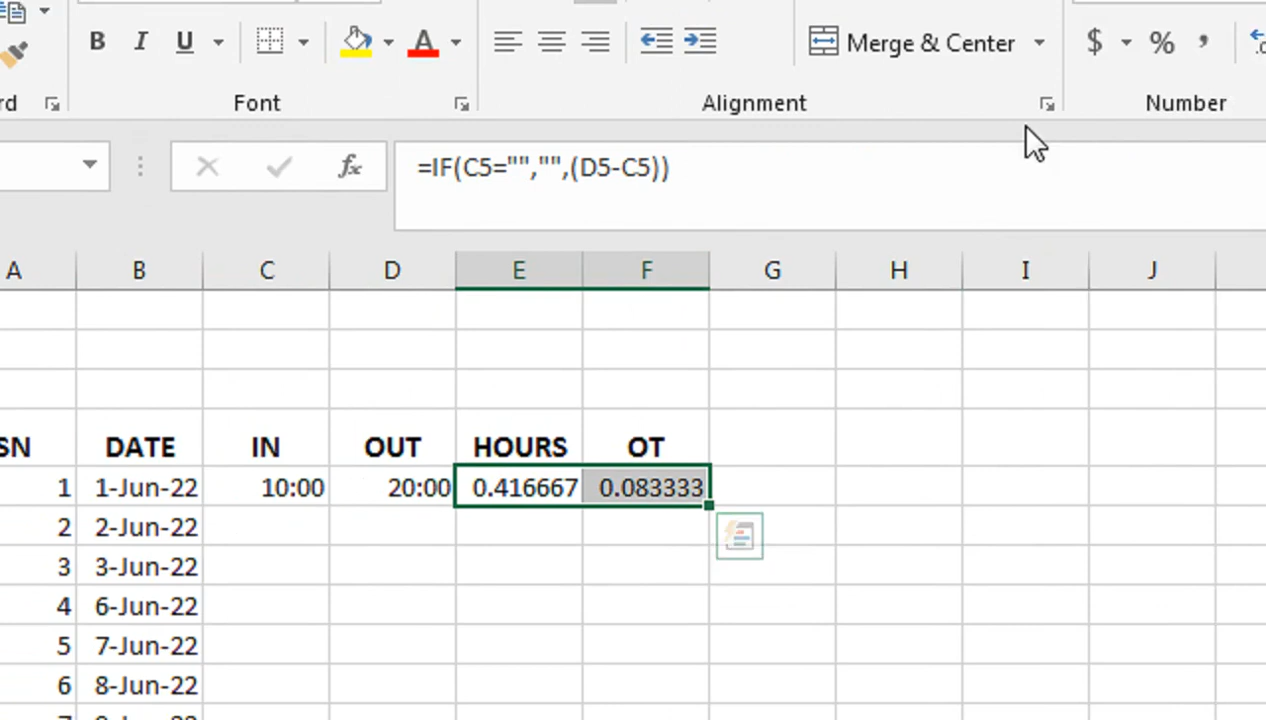 B I U Merge & Center $ % ,
rd Font Alignment Number
fx =IF(C5="","",(D5-C5))
A B C D E F G H I J
SN DATE IN OUT HOURS OT
1 1-Jun-22 10:00 20:00 0.416667 0.083333
2 2-Jun-22
3 3-Jun-22
4 6-Jun-22
5 7-Jun-22
6 8-Jun-22